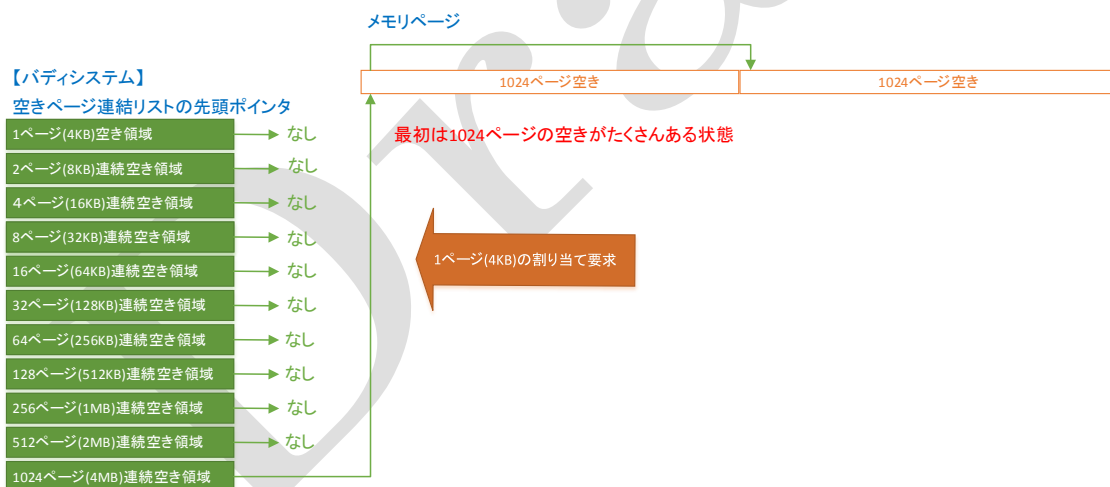 メモリページ
【バディシステム】
空きページ連結リストの先頭ポインタ
1024ページ空き
1024ページ空き
1ページ(4KB)空き領域
なし
最初は1024ページの空きがたくさんある状態
2ページ(8KB)連続空き領域
なし
4ページ(16KB)連続空き領域
なし
8ページ(32KB)連続空き領域
なし
1ページ(4KB)の割り当て要求
16ページ(64KB)連続空き領域
なし
32ページ(128KB)連続空き領域
なし
64ページ(256KB)連続空き領域
なし
128ページ(512KB)連続空き領域
なし
256ページ(1MB)連続空き領域
なし
512ページ(2MB)連続空き領域
なし
1024ページ(4MB)連続空き領域